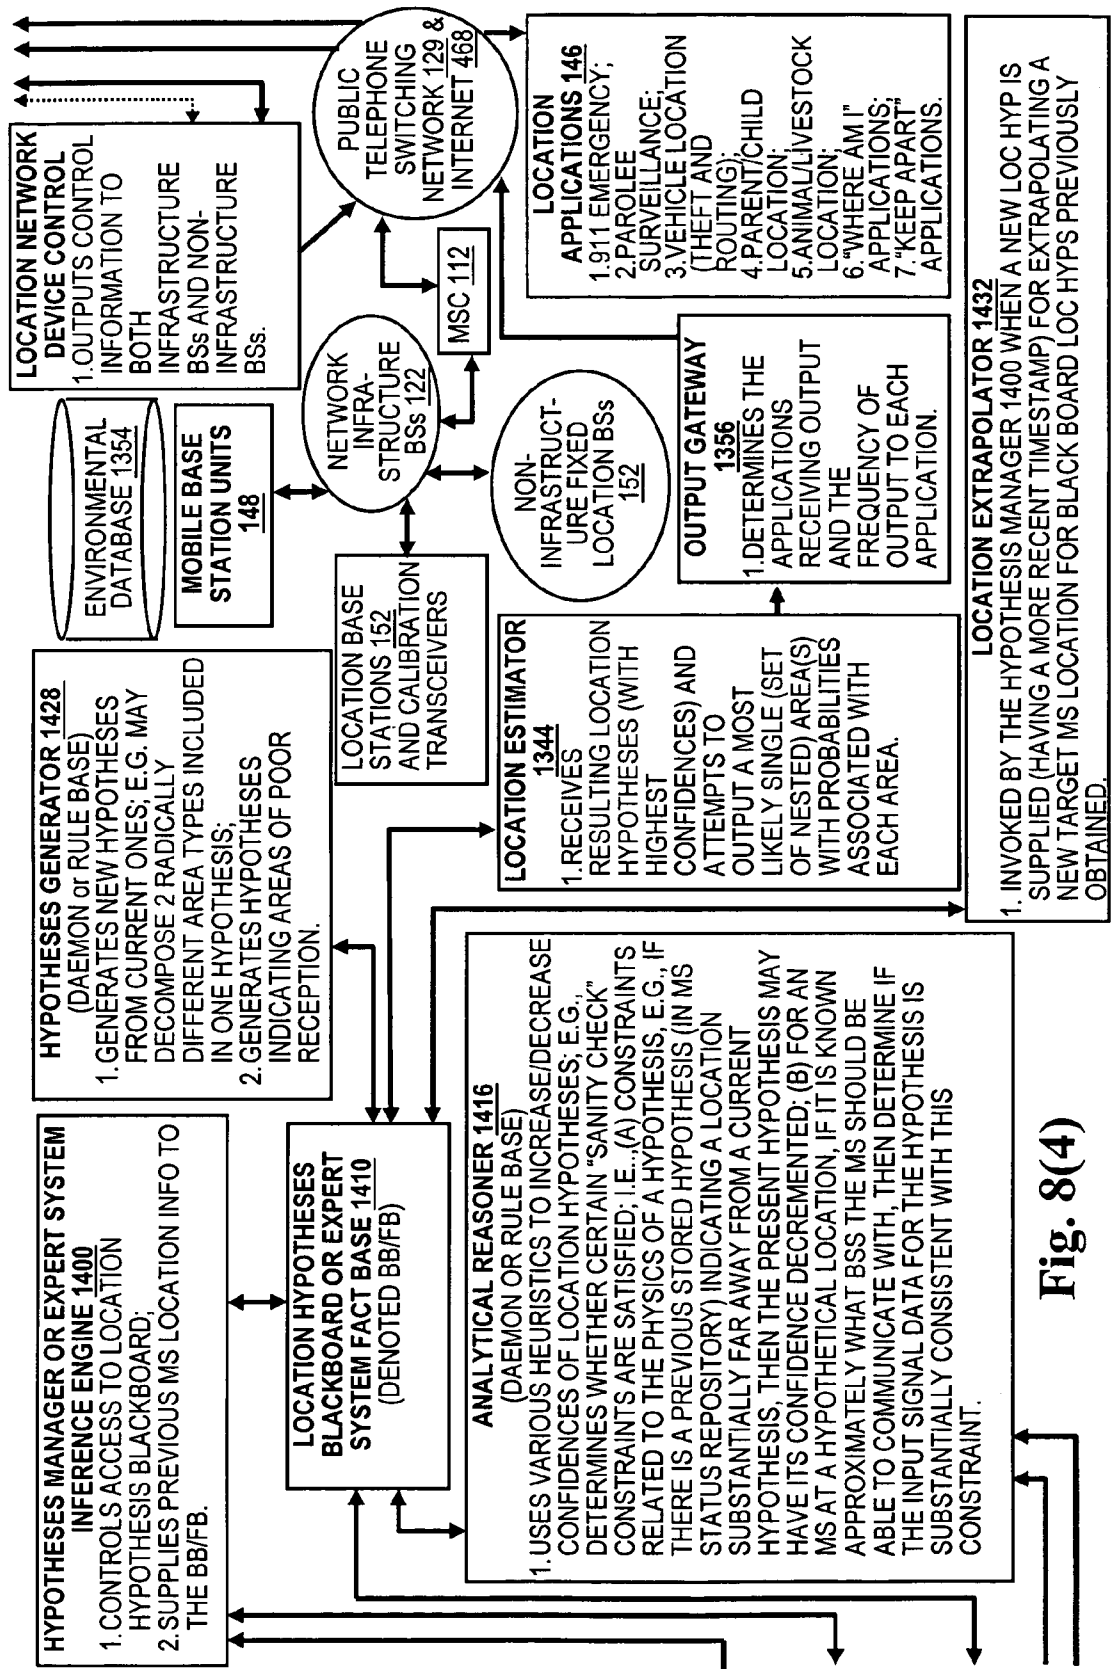 HYPOTHESES MANAGER OR EXPERT SYSTEM
INFERENCE ENGINE 1400
1. CONTROLS ACCESS TO LOCATION
HYPOTHESIS BLACKBOARD;
2. SUPPLIES PREVIOUS MS LOCATION INFO TO
THE BB/FB.
HYPOTHESES GENERATOR 1428
(DAEMON or RULE BASE)
1. GENERATES NEW HYPOTHESES
FROM CURRENT ONES; E.G. MAY
DECOMPOSE 2 RADICALLY
DIFFERENT AREA TYPES INCLUDED
IN ONE HYPOTHESIS;
2. GENERATES HYPOTHESES
INDICATING AREAS OF POOR
RECEPTION.
ENVIRONMENTAL
DATABASE 1354
MOBILE BASE
STATION UNITS
148
LOCATION NETWORK
DEVICE CONTROL
1. OUTPUTS CONTROL
INFORMATION TO
BOTH
INFRASTRUCTURE
BSs AND NON-
INFRASTRUCTURE
BSs.
LOCATION HYPOTHESES
BLACKBOARD OR EXPERT
SYSTEM FACT BASE 1410
(DENOTED BB/FB)
LOCATION BASE
STATIONS 152
AND CALIBRATION
TRANSCEIVERS
NETWORK
INFRA-
STRUCTURE
BSs 122
MSC 112
PUBLIC
TELEPHONE
SWITCHING
NETWORK 129 &
INTERNET 468
NON-
INFRASTRUCT-
URE FIXED
LOCATION BSs
152
ANALYTICAL REASONER 1416
(DAEMON OR RULE BASE)
1. USES VARIOUS HEURISTICS TO INCREASE/DECREASE
CONFIDENCES OF LOCATION HYPOTHESES; E.G.,
DETERMINES WHETHER CERTAIN "SANITY CHECK"
CONSTRAINTS ARE SATISFIED; I.E..,(A) CONSTRAINTS
RELATED TO THE PHYSICS OF A HYPOTHESIS, E.G., IF
THERE IS A PREVIOUS STORED HYPOTHESIS (IN MS
STATUS REPOSITORY) INDICATING A LOCATION
SUBSTANTIALLY FAR AWAY FROM A CURRENT
HYPOTHESIS, THEN THE PRESENT HYPOTHESIS MAY
HAVE ITS CONFIDENCE DECREMENTED; (B) FOR AN
MS AT A HYPOTHETICAL LOCATION, IF IT IS KNOWN
APPROXIMATELY WHAT BSS THE MS SHOULD BE
ABLE TO COMMUNICATE WITH, THEN DETERMINE IF
THE INPUT SIGNAL DATA FOR THE HYPOTHESIS IS
SUBSTANTIALLY CONSISTENT WITH THIS
CONSTRAINT.
LOCATION ESTIMATOR
1344
1. RECEIVES
RESULTING LOCATION
HYPOTHESES (WITH
HIGHEST
CONFIDENCES) AND
ATTEMPTS TO
OUTPUT A MOST
LIKELY SINGLE (SET
OF NESTED) AREA(S)
WITH PROBABILITIES
ASSOCIATED WITH
EACH AREA.
OUTPUT GATEWAY
1356
1. DETERMINES THE
APPLICATIONS
RECEIVING OUTPUT
AND THE
FREQUENCY OF
OUTPUT TO EACH
APPLICATION.
LOCATION
APPLICATIONS 146
1. 911 EMERGENCY;
2. PAROLEE
SURVEILLANCE;
3. VEHICLE LOCATION
(THEFT AND
ROUTING);
4. PARENT/CHILD
LOCATION;
5. ANIMAL/LIVESTOCK
LOCATION;
6. "WHERE AM I"
APPLICATIONS;
7. "KEEP APART"
APPLICATIONS.
LOCATION EXTRAPOLATOR 1432
1. INVOKED BY THE HYPOTHESIS MANAGER 1400 WHEN A NEW LOC HYP IS
SUPPLIED (HAVING A MORE RECENT TIMESTAMP) FOR EXTRAPOLATING A
NEW TARGET MS LOCATION FOR BLACK BOARD LOC HYPS PREVIOUSLY
OBTAINED.
Fig. 8(4)